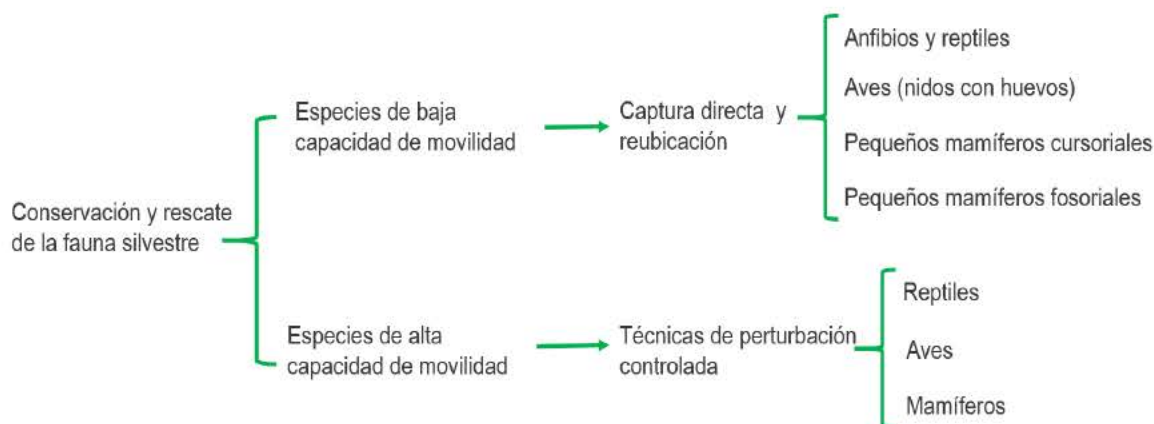 Conservación y rescate
de la fauna silvestre
Especies de baja
capacidad de movilidad
Captura directa y
reubicación
Anfibios y reptiles
Aves (nidos con huevos)
Pequeños mamíferos cursoriales
Pequeños mamíferos fosoriales
Especies de alta
capacidad de movilidad
Técnicas de perturbación
controlada
Reptiles
Aves
Mamíferos